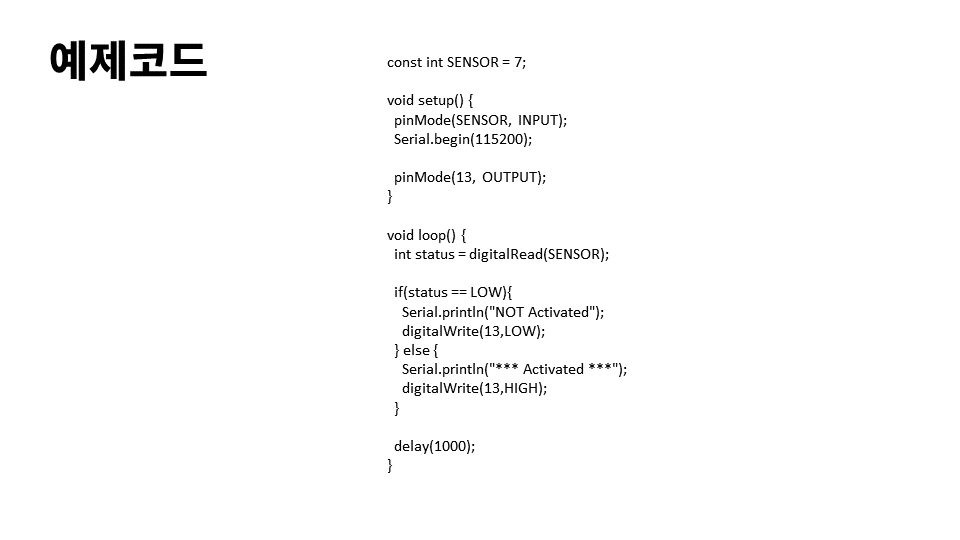 예제코드
const int SENSOR = 7;
void setup() {
pinMode(SENSOR, INPUT);
Serial.begin(115200);
pinMode(13, OUTPUT);
}
void loop() {
int status = digitalRead(SENSOR);
if(status == LOW){
Serial.println("NOT Activated");
digitalWrite(13,LOW);
} else {
Serial.println("*** Activated ***");
digitalWrite(13,HIGH);
}
delay(1000);
}